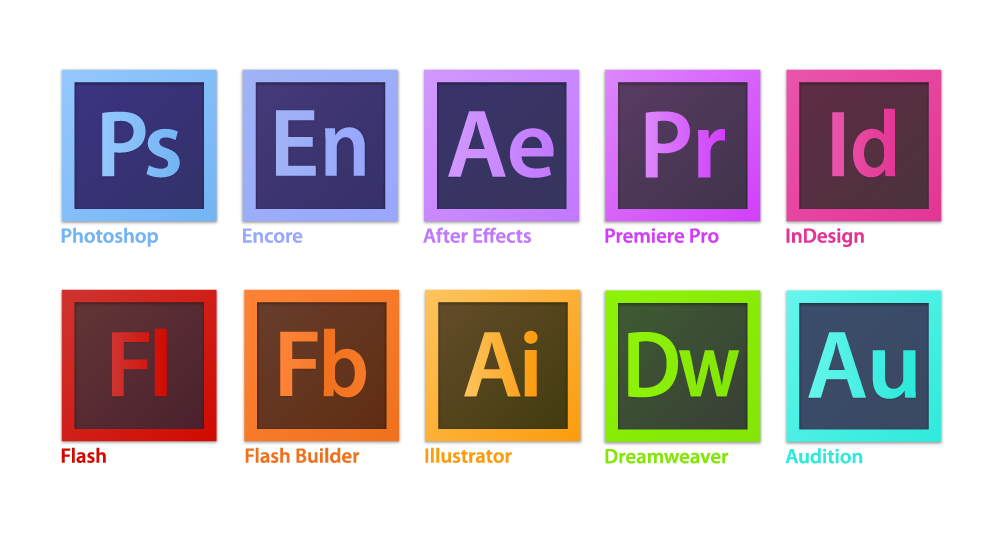 Ps En Ae Pr Id
Photoshop Encore After Effects Premiere Pro InDesign
Fl Fb Ai Dw Au
Flash Flash Builder Illustrator Dreamweaver Audition